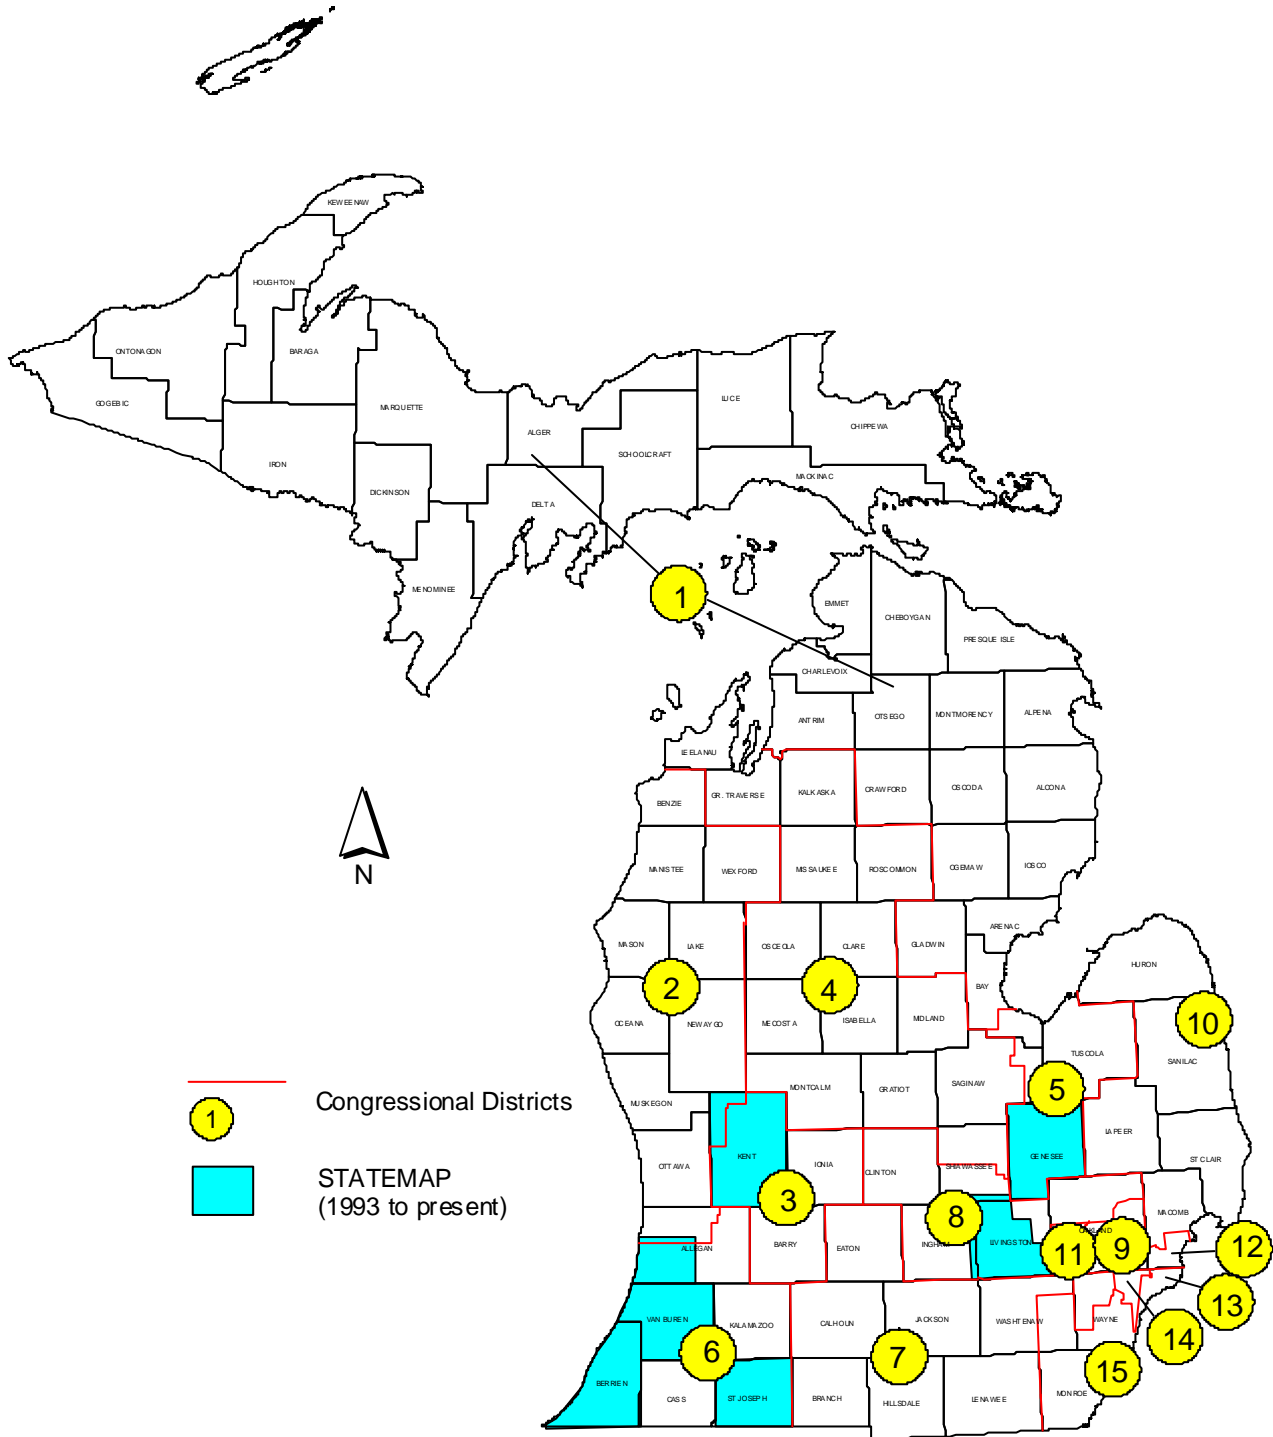 KEWEENAW
HOUGHTON
ONTONAGON
BARAGA
GOGEBIC
MARQUETTE
LUCE
ALGER
CHIPPEWA
SCHOOLCRAFT
IRON
MACKINAC
DICKINSON
DELTA
MENOMINEE
1
EMMET
CHEBOYGAN
PRESQUE ISLE
CHARLEVOIX
ANTRIM
OTSEGO
MONTMORENCY
ALPENA
LEELANAU
BENZIE
GR. TRAVERSE
KALKASKA
CRAWFORD
OSCODA
ALCONA
N
MANISTEE
WEXFORD
MISSAUKEE
ROSCOMMON
OGEMAW
IOSCO
ARENAC
MASON
LAKE
OSCEOLA
CLARE
GLADWIN
HURON
2
4
BAY
10
OCEANA
NEWAYGO
MECOSTA
ISABELLA
MIDLAND
TUSCOLA
SANILAC
5
MONTCALM
GRATIOT
SAGINAW
Congressional Districts
1
MUSKEGON
LAPEER
STATEMAP
(1993 to present)
OTTAWA
KENT
IONIA
CLINTON
SHIAWASSEE
GENESEE
ST CLAIR
3
8
MACOMB
OAKLAND
ALLEGAN
BARRY
EATON
INGHAM
LIVINGSTON
11
9
12
13
VAN BUREN
KALAMAZOO
CALHOUN
JACKSON
WASHTENAW
WAYNE
14
6
7
15
BERRIEN
CASS
ST JOSEPH
BRANCH
HILLSDALE
LENAWEE
MONROE